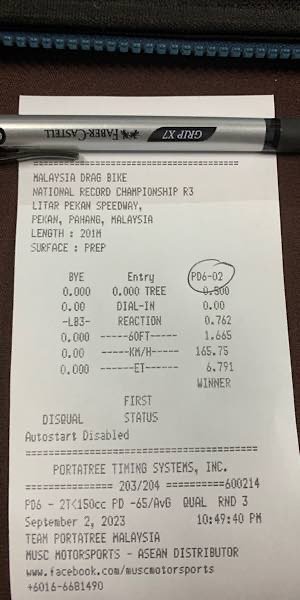 GRIP X7 FABER-CASTELL
==================================
MALAYSIA DRAG BIKE
NATIONAL RECORD CHAMPIONSHIP R3
LITAR PEKAN SPEEDWAY,
PEKAN, PAHANG, MALAYSIA
LENGTH : 201M
SURFACE : PREP
BYE Entry PD6-02
0.000 0.000 TREE 0.500
0.00 DIAL-IN 0.00
-LB3- REACTION 0.762
0.000 -----60FT----- 1.665
0.00 -----KM/H----- 165.75
0.000 ------ET------ 6.791
WINNER
FIRST
DISQUAL STATUS
Autostart Disabled
==================================
PORTATREE TIMING SYSTEMS, INC.
============== 203/204 ==========600214
PD6 - 2T<150cc PD -65/AvG QUAL RND 3
September 2, 2023 10:49:40 PM
TEAM PORTATREE MALAYSIA
MUSC MOTORSPORTS - ASEAN DISTRIBUTOR
www.facebook.com/muscmotorsports
+6016-6681490